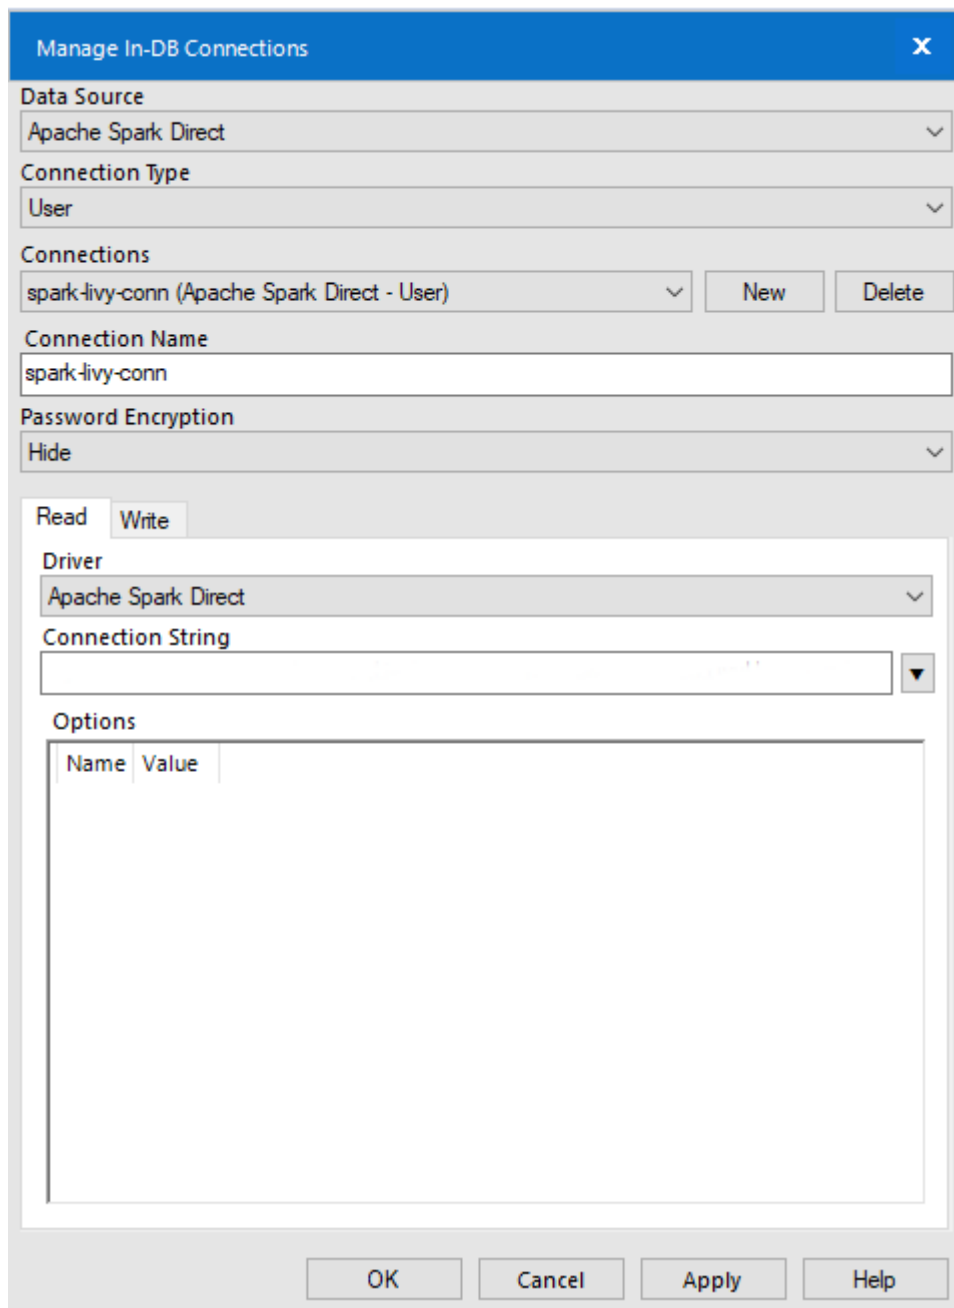 Manage In-DB Connections
Data Source
Apache Spark Direct
Connection Type
User
Connections
spark-livy-conn (Apache Spark Direct - User) New Delete
Connection Name
spark-livy-conn
Password Encryption
Hide
Read Write
Driver
Apache Spark Direct
Connection String
Options
Name Value
OK Cancel Apply Help